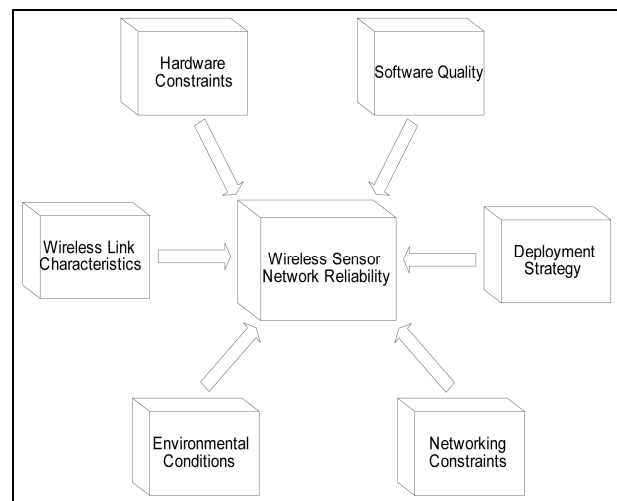 Hardware
Constraints
Software Quality
Wireless Link
Characteristics
Wireless Sensor
Network Reliability
Deployment
Strategy
Environmental
Conditions
Networking
Constraints